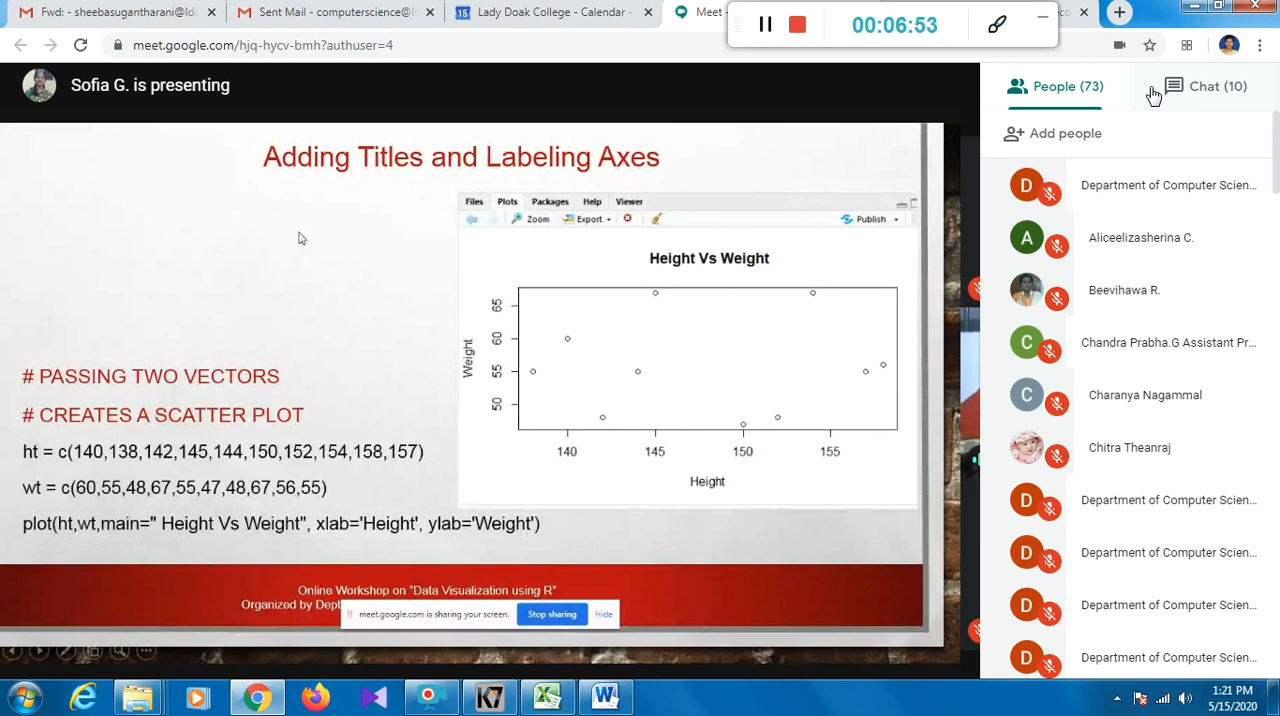 Fwd: - sheebasugantharani@ldc
Sent Mail - computerscience@l
15
Lady Doak College - Calendar -
Meet -
00:06:53
meet.google.com/hjq-hycv-bmh?authuser=4
Sofia G. is presenting
People (73)
Chat (10)
Add people
Adding Titles and Labeling Axes
Files Plots Packages Help Viewer
Zoom Export Publish
Height Vs Weight
65
60
55
50
Weight
140 145 150 155
Height
# PASSING TWO VECTORS
# CREATES A SCATTER PLOT
ht = c(140,138,142,145,144,150,152,154,158,157)
wt = c(60,55,48,67,55,47,48,67,56,55)
plot(ht,wt,main=" Height Vs Weight", xlab='Height', ylab='Weight')
Online Workshop on "Data Visualization using R"
Organized by Dept
meet.google.com is sharing your screen. Stop sharing Hide
D Department of Computer Scien...
A Aliceelizasherina C.
Beevihawa R.
C Chandra Prabha.G Assistant Pr...
C Charanya Nagammal
Chitra Theanraj
D Department of Computer Scien...
D Department of Computer Scien...
D Department of Computer Scien...
D Department of Computer Scien...
K7
1:21 PM
5/15/2020